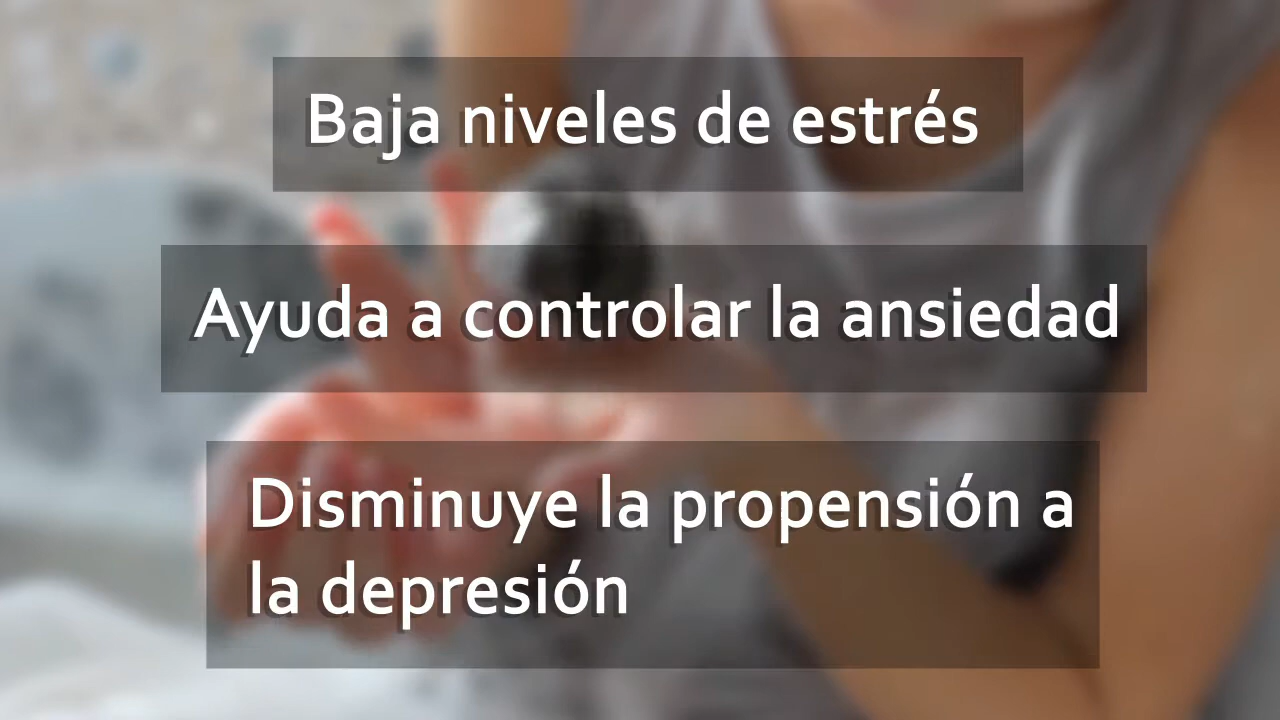 Baja niveles de estrés
Ayuda a controlar la ansiedad
Disminuye la propensión a
la depresión